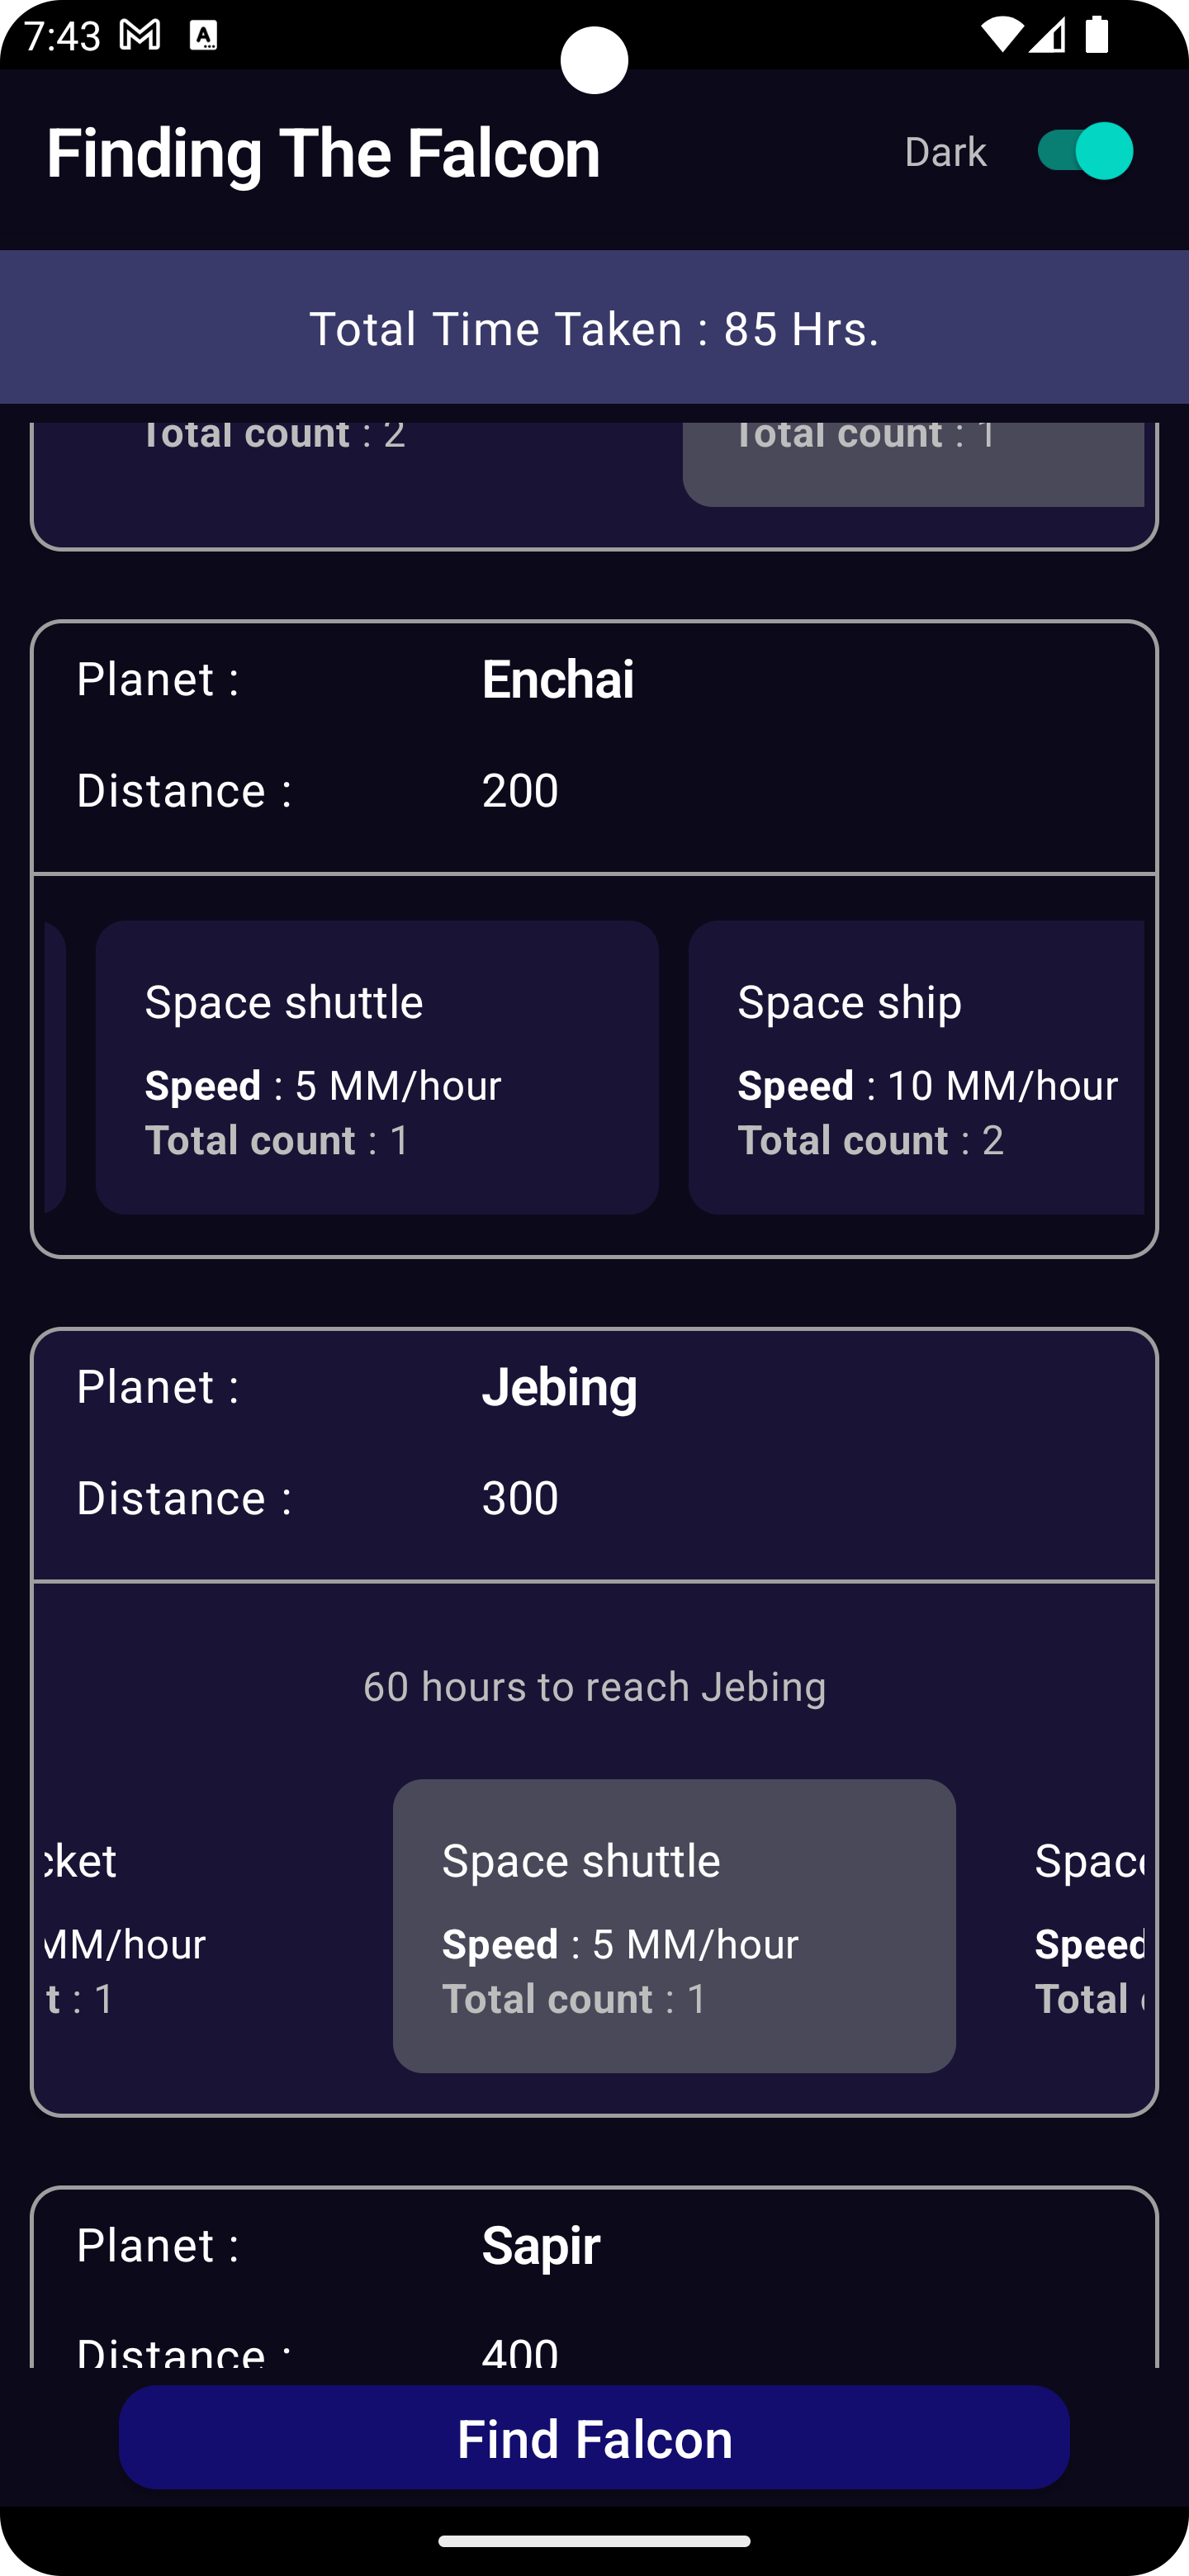 7:43
Finding The Falcon
Dark
Total Time Taken : 85 Hrs.
Total count : 2
Total count : 1
Planet : Enchai
Distance : 200
Space shuttle
Speed : 5 MM/hour
Total count : 1
Space ship
Speed : 10 MM/hour
Total count : 2
Planet : Jebing
Distance : 300
60 hours to reach Jebing
cket
MM/hour
t : 1
Space shuttle
Speed : 5 MM/hour
Total count : 1
Space
Speed
Total
Planet : Sapir
Distance : 400
Find Falcon